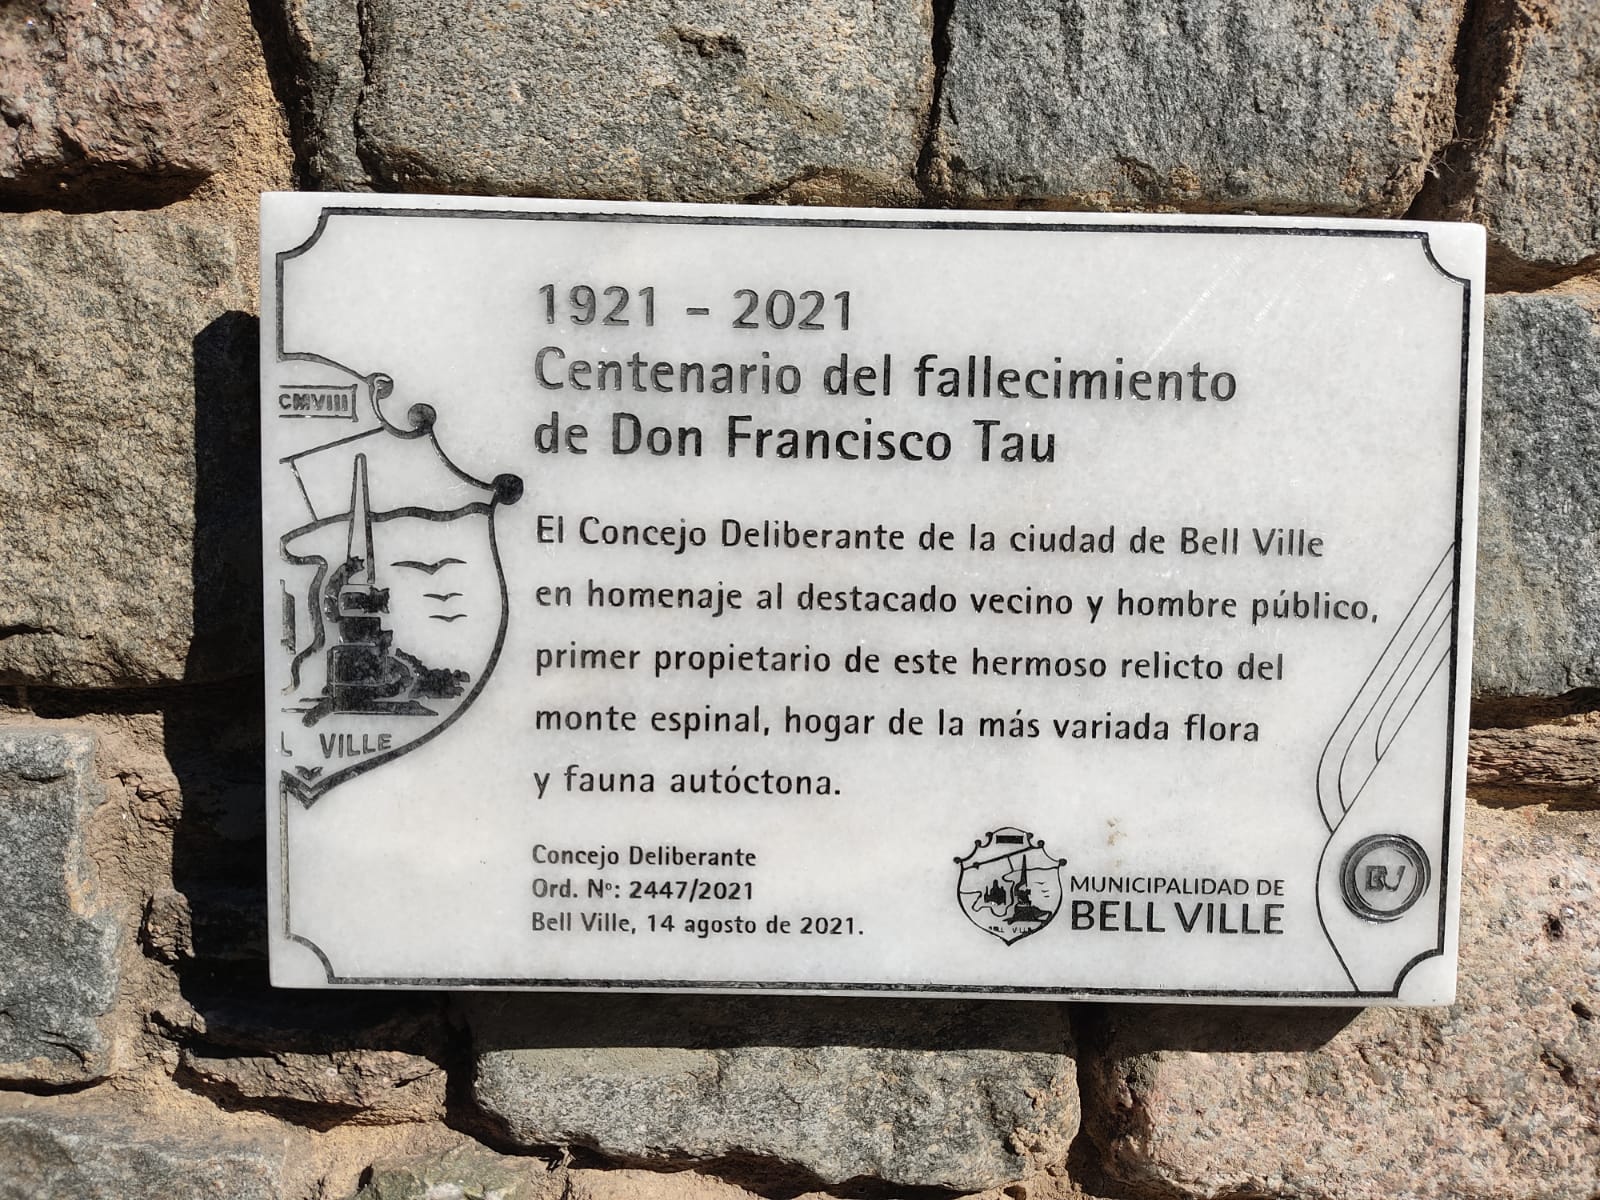 1921 - 2021
Centenario del fallecimiento
de Don Francisco Tau
El Concejo Deliberante de la ciudad de Bell Ville
en homenaje al destacado vecino y hombre público,
primer propietario de este hermoso relicto del
monte espinal, hogar de la más variada flora
y fauna autóctona.
Concejo Deliberante
Ord. Nº: 2447/2021
Bell Ville, 14 agosto de 2021.
MUNICIPALIDAD DE
BELL VILLE
CMVIII
L VILLE
BV